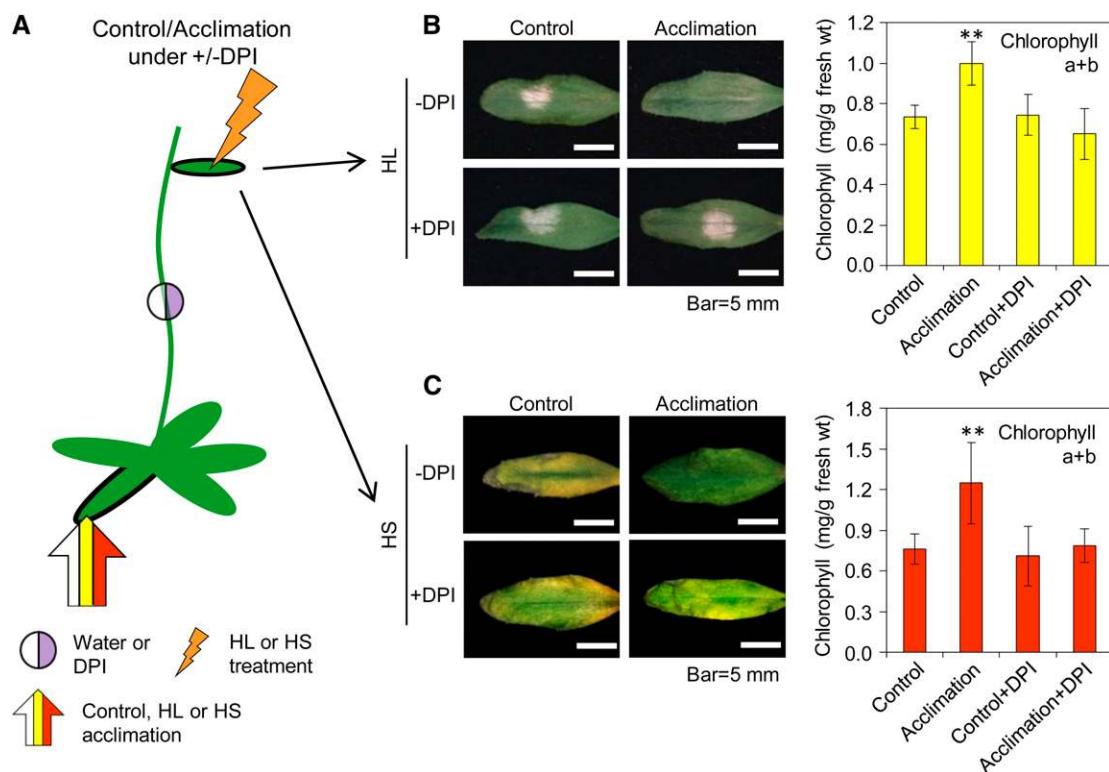 A
Control/Acclimation
under +/-DPI
Water or
DPI
HL or HS
treatment
Control, HL or HS
acclimation
B
Control
Acclimation
-DPI
HL
+DPI
Bar=5 mm
Chlorophyll (mg/g fresh wt)
1.2
1.0
0.8
0.6
0.4
0.2
0.0
**
Chlorophyll
a+b
Control
Acclimation
Control+DPI
Acclimation+DPI
C
Control
Acclimation
-DPI
HS
+DPI
Bar=5 mm
Chlorophyll (mg/g fresh wt)
1.8
1.5
1.2
0.9
0.6
0.3
0.0
**
Chlorophyll
a+b
Control
Acclimation
Control+DPI
Acclimation+DPI